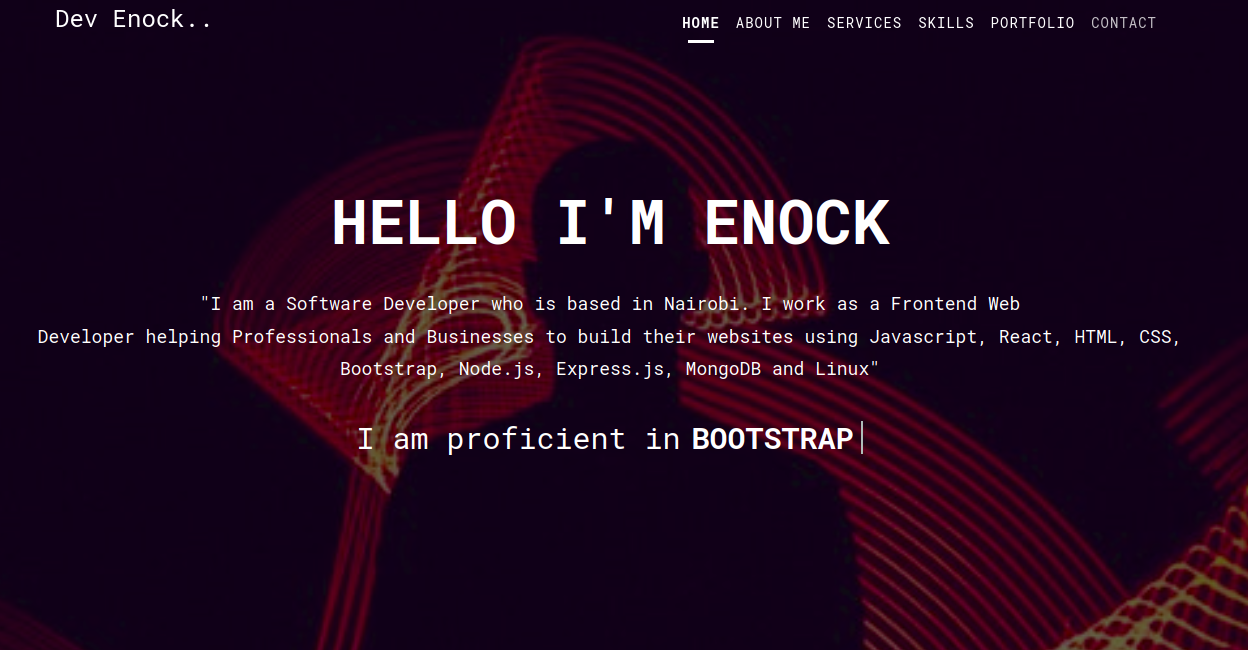 Dev Enock..
HOME ABOUT ME SERVICES SKILLS PORTFOLIO CONTACT
HELLO I'M ENOCK
"I am a Software Developer who is based in Nairobi. I work as a Frontend Web
Developer helping Professionals and Businesses to build their websites using Javascript, React, HTML, CSS,
Bootstrap, Node.js, Express.js, MongoDB and Linux"
I am proficient in BOOTSTRAP